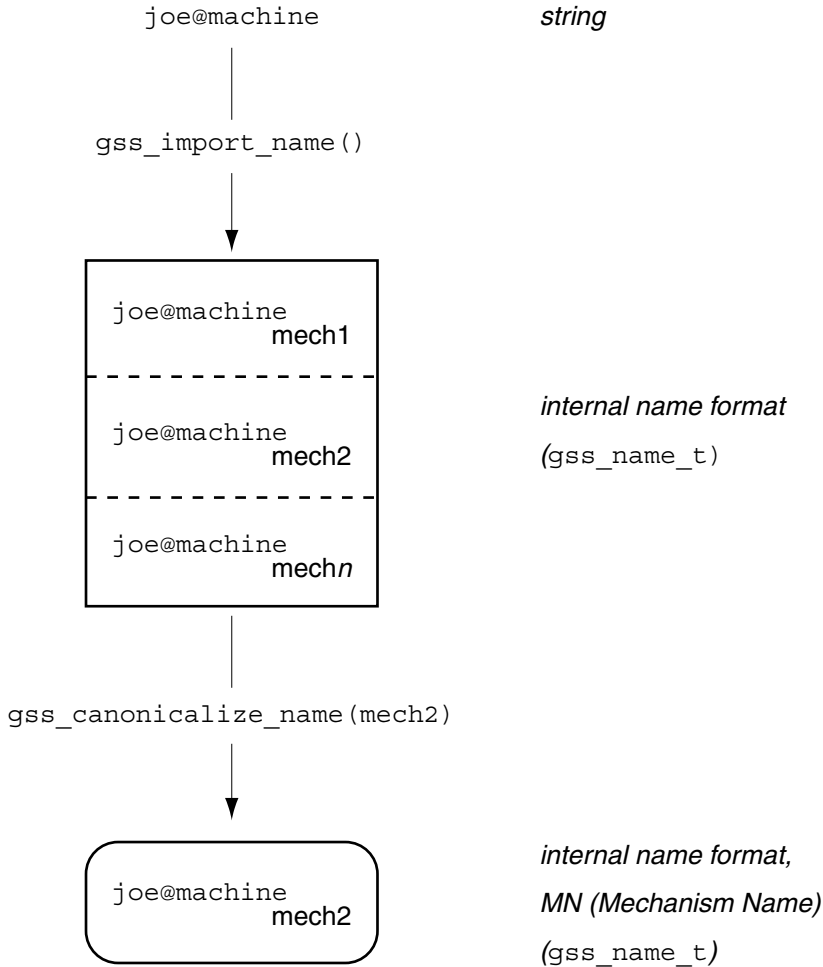 joe@machine string
gss_import_name()
joe@machine
mech1
internal name format
joe@machine
mech2
(gss_name_t)
joe@machine
mechn
gss_canonicalize_name(mech2)
internal name format,
joe@machine
mech2
MN (Mechanism Name)
(gss_name_t)